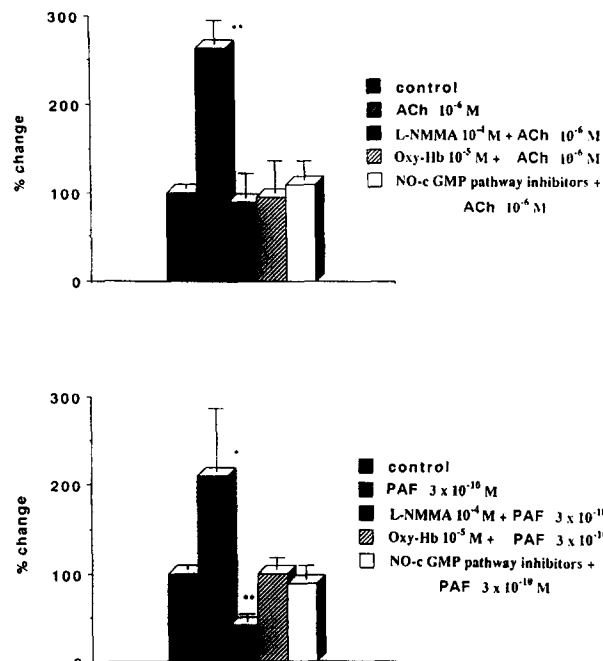 300
200
100
0
% change
**
control
ACh 10⁻⁶ M
L-NMMA 10⁻⁴ M + ACh 10⁻⁶ M
Oxy-Hb 10⁻⁵ M + ACh 10⁻⁶ M
NO-c GMP pathway inhibitors +
ACh 10⁻⁶ M
300
200
100
0
% change
*
**
control
PAF 3 x 10⁻¹⁰ M
L-NMMA 10⁻⁴ M + PAF 3 x 10⁻¹⁰
Oxy-Hb 10⁻⁵ M + PAF 3 x 10⁻¹⁰
NO-c GMP pathway inhibitors +
PAF 3 x 10⁻¹⁰ M